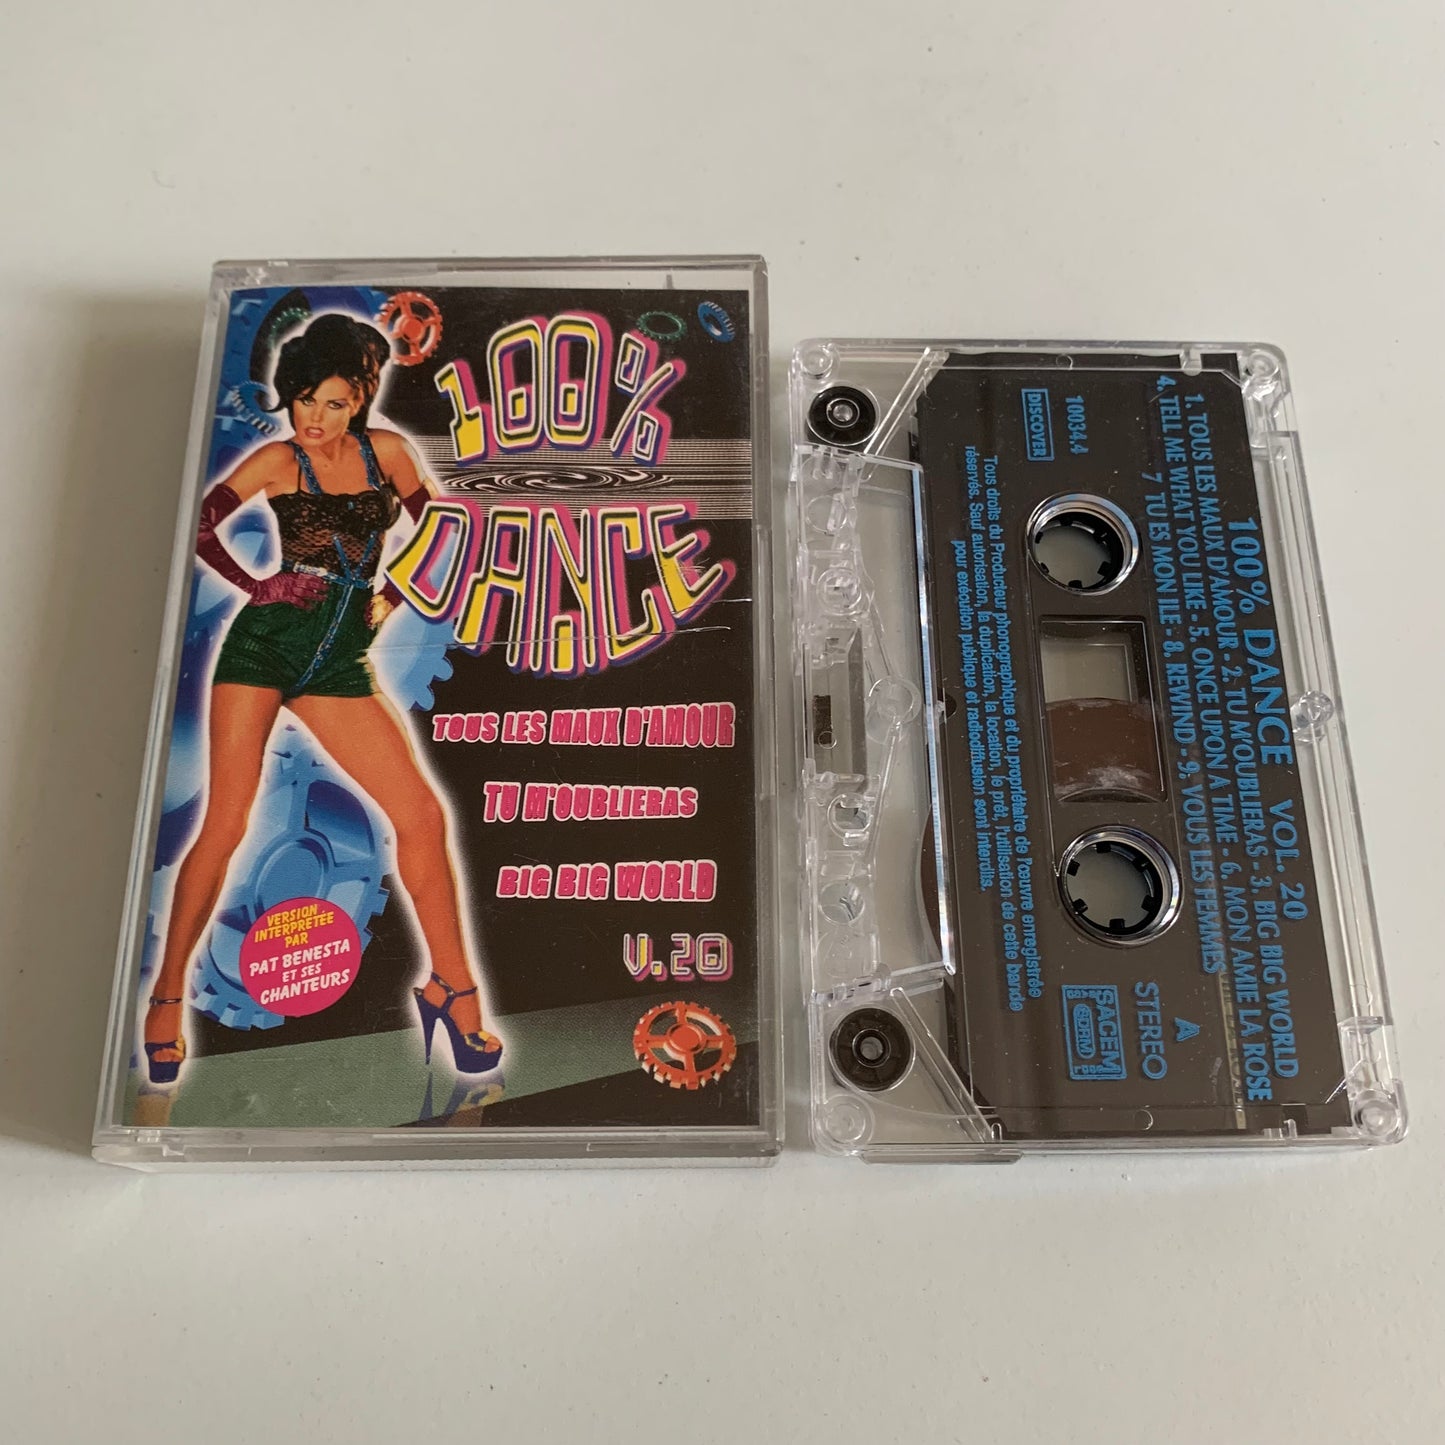 100%
DANCE
TOUS LES MAUX D'AMOUR
TU M'OUBLIERAS
BIG BIG WORLD
V.20
VERSION
INTERPRÉTÉE
PAR
PAT BENESTA
ET SES
CHANTEURS
100% DANCE VOL. 20
1. TOUS LES MAUX D'AMOUR - 2. TU M'OUBLIERAS - 3. BIG BIG WORLD
4. TELL ME WHAT YOU LIKE - 5. ONCE UPON A TIME - 6. MON AMIE LA ROSE
7 TU ES MON ILE - 8. REWIND - 9. VOUS LES FEMMES
100344
DISCOVER
A
STEREO
SACEM
SDRM
Tous droits du Producteur phonographique et du propriétaire de l'œuvre enregistrée
réservés. Sauf autorisation, la duplication, la location, le prêt, l'utilisation de cette bande
pour exécution publique et radiodiffusion sont interdits.